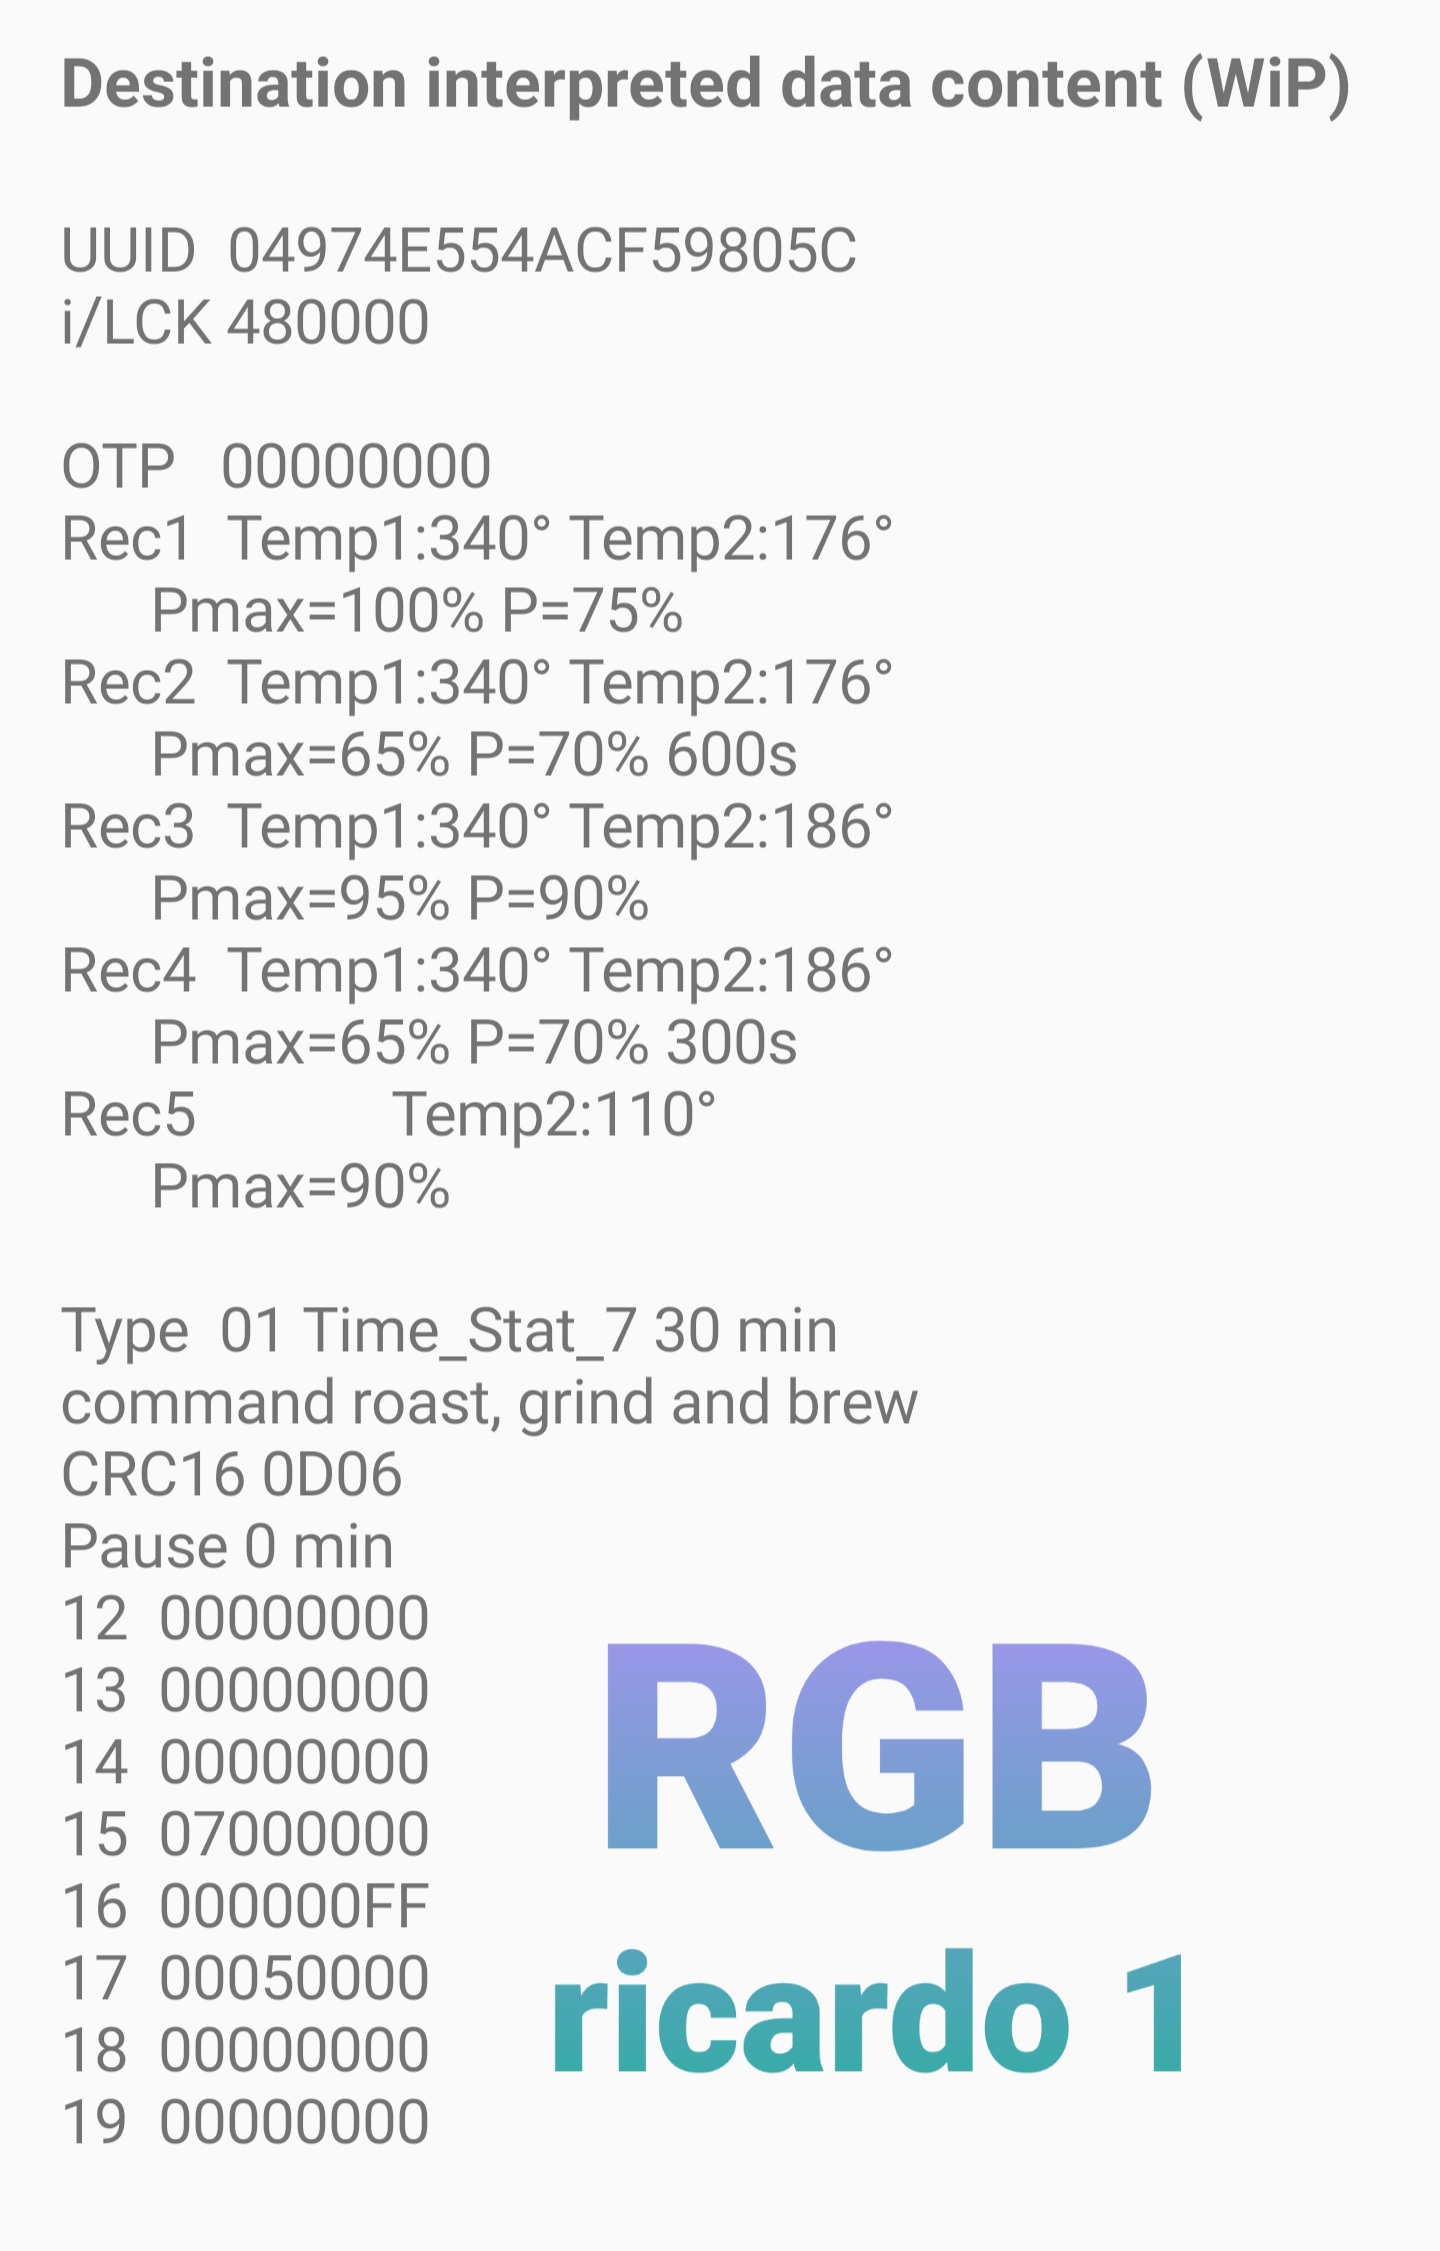 Destination interpreted data content (WiP)
UUID 04974E554ACF59805C
i/LCK 480000
OTP 00000000
Rec1 Temp1:340° Temp2:176°
Pmax=100% P=75%
Rec2 Temp1:340° Temp2:176°
Pmax=65% P=70% 600s
Rec3 Temp1:340° Temp2:186°
Pmax=95% P=90%
Rec4 Temp1:340° Temp2:186°
Pmax=65% P=70% 300s
Rec5 Temp2:110°
Pmax=90%
Type 01 Time_Stat_7 30 min
command roast, grind and brew
CRC16 0D06
Pause 0 min
12 00000000
13 00000000
14 00000000
15 07000000
16 000000FF
17 00050000
18 00000000
19 00000000
RGB
ricardo 1